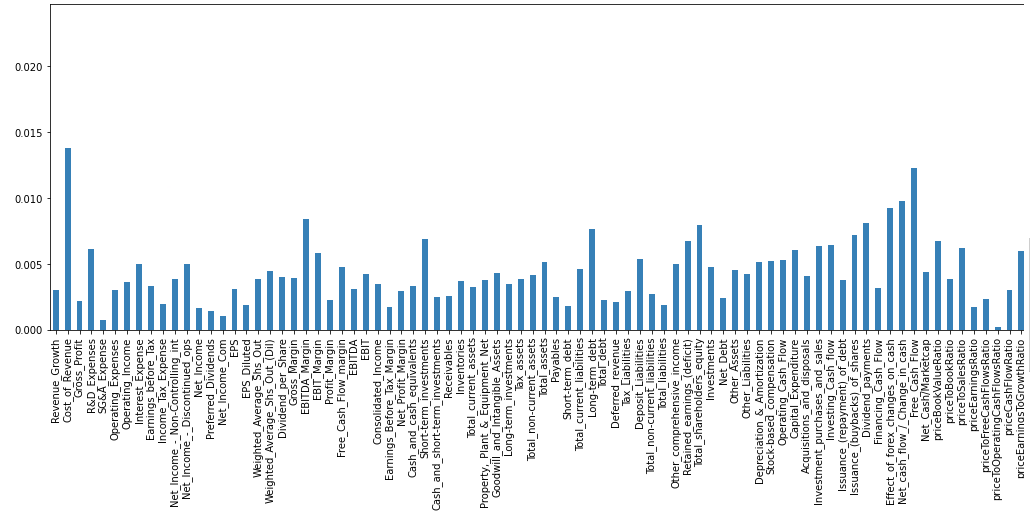 0.020
0.015
0.010
0.005
0.000
Revenue_Growth
Cost_of_Revenue
Gross_Profit
R&D_Expenses
SG&A_Expense
Operating_Expenses
Operating_Income
Interest_Expense
Earnings_before_Tax
Income_Tax_Expense
Net_Income_-_Non-Controlling_int
Net_Income_-_Discontinued_ops
Net_Income
Preferred_Dividends
Net_Income_Com
EPS
EPS_Diluted
Weighted_Average_Shs_Out
Weighted_Average_Shs_Out_(Dil)
Dividend_per_Share
Gross_Margin
EBITDA_Margin
EBIT_Margin
Profit_Margin
Free_Cash_Flow_margin
EBITDA
EBIT
Consolidated_Income
Earnings_Before_Tax_Margin
Net_Profit_Margin
Cash_and_cash_equivalents
Short-term_investments
Cash_and_short-term_investments
Receivables
Inventories
Total_current_assets
Property,_Plant_&_Equipment_Net
Goodwill_and_Intangible_Assets
Long-term_investments
Tax_assets
Total_non-current_assets
Total_assets
Payables
Short-term_debt
Total_current_liabilities
Long-term_debt
Total_debt
Deferred_revenue
Tax_Liabilities
Deposit_Liabilities
Total_non-current_liabilities
Total_liabilities
Other_comprehensive_income
Retained_earnings_(deficit)
Total_shareholders_equity
Investments
Net_Debt
Other_Assets
Other_Liabilities
Depreciation_&_Amortization
Stock-based_compensation
Operating_Cash_Flow
Capital_Expenditure
Acquisitions_and_disposals
Investment_purchases_and_sales
Investing_Cash_flow
Issuance_(repayment)_of_debt
Issuance_(buybacks)_of_shares
Dividend_payments
Financing_Cash_Flow
Effect_of_forex_changes_on_cash
Net_cash_flow_/_Change_in_cash
Free_Cash_Flow
Net_Cash/Marketcap
priceBookValueRatio
priceToBookRatio
priceToSalesRatio
priceEarningsRatio
priceToFreeCashFlowsRatio
priceToOperatingCashFlowsRatio
priceCashFlowRatio
priceEarningsToGrowthRatio